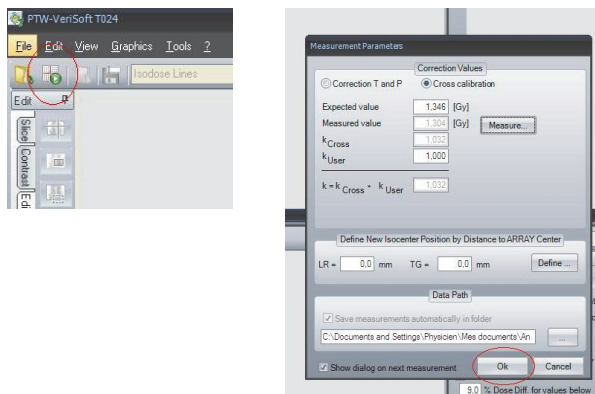 PTW-VeriSoft T024
File Edit View Graphics Tools ?
Isodose Lines
Edit
Slice
Contrast
Measurement Parameters
Correction Values
Correction T and P Cross calibration
Expected value 1,346 [Gy]
Measured value 1,304 [Gy] Measure...
kCross 1,032
kUser 1,000
k = k Cross * k User 1,032
Define New Isocenter Position by Distance to ARRAY Center
LR = 0,0 mm TG = 0,0 mm Define ...
Data Path
Save measurements automatically in folder
C:\Documents and Settings\Physicien\Mes documents\An ...
Show dialog on next measurement Ok Cancel
9,0 % Dose Diff. for values below